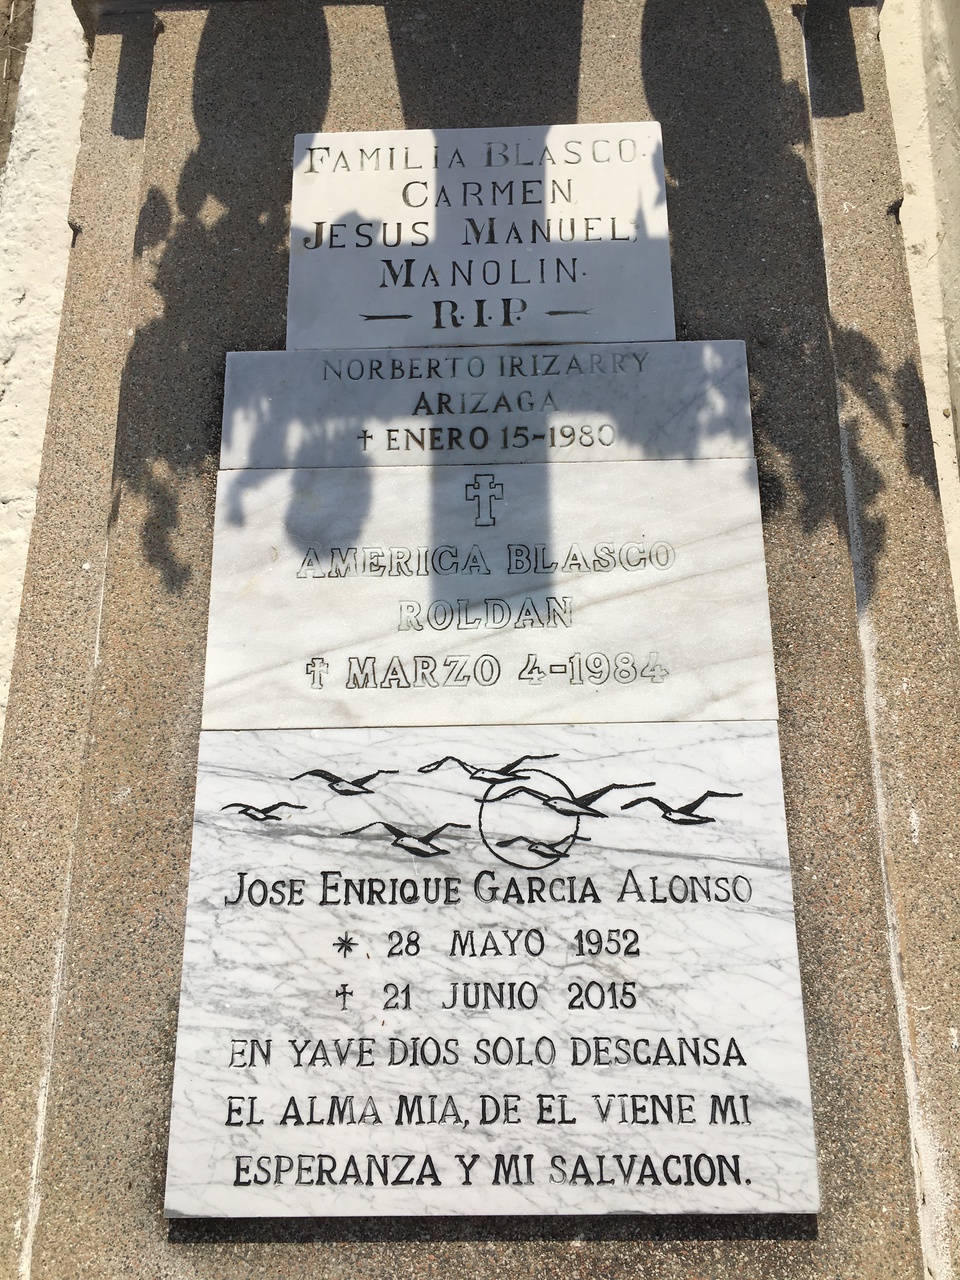 FAMILIA BLASCO.
CARMEN,
JESUS MANUEL,
MANOLIN.
— R.I.P. —
NORBERTO IRIZARRY
ARIZAGA
† ENERO 15-1980
AMERICA BLASCO
ROLDAN
† MARZO 4-1984
JOSE ENRIQUE GARCIA ALONSO
* 28 MAYO 1952
† 21 JUNIO 2015
EN YAVE DIOS SOLO DESCANSA
EL ALMA MIA, DE EL VIENE MI
ESPERANZA Y MI SALVACION.